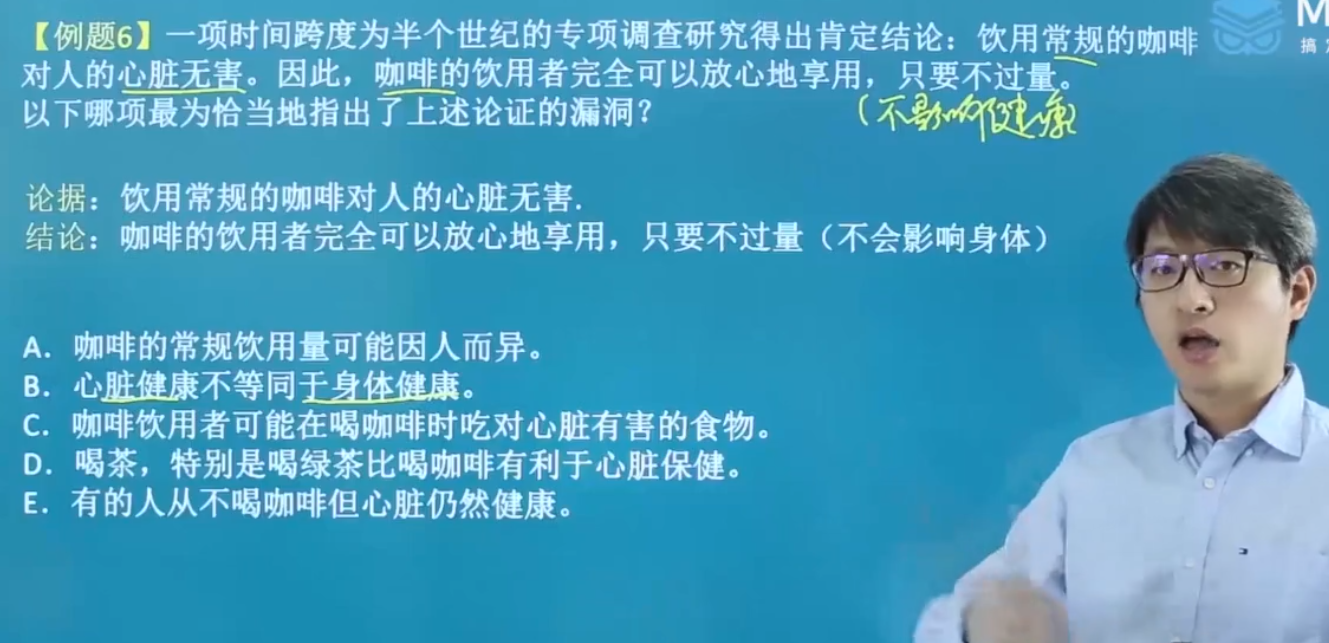 【例题6】一项时间跨度为半个世纪的专项调查研究得出肯定结论：饮用常规的咖啡
对人的心脏无害。因此，咖啡的饮用者完全可以放心地享用，只要不过量。
以下哪项最为恰当地指出了上述论证的漏洞？
（不影响健康）
论据：饮用常规的咖啡对人的心脏无害.
结论：咖啡的饮用者完全可以放心地享用，只要不过量（不会影响身体）
A. 咖啡的常规饮用量可能因人而异。
B. 心脏健康不等同于身体健康。
C. 咖啡饮用者可能在喝咖啡时吃对心脏有害的食物。
D. 喝茶，特别是喝绿茶比喝咖啡有利于心脏保健。
E. 有的人从不喝咖啡但心脏仍然健康。
M
搞